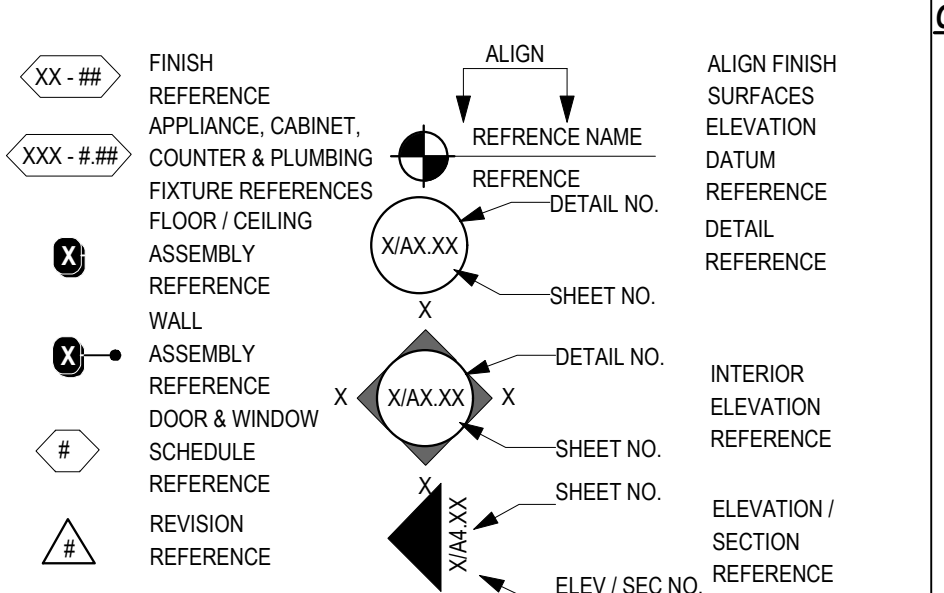 XX - ##
FINISH
REFERENCE
XXX - #.##
APPLIANCE, CABINET,
COUNTER & PLUMBING
FIXTURE REFERENCES
X
FLOOR / CEILING
ASSEMBLY
REFERENCE
X
WALL
ASSEMBLY
REFERENCE
#
DOOR & WINDOW
SCHEDULE
REFERENCE
#
REVISION
REFERENCE
ALIGN
ALIGN FINISH
SURFACES
REFRENCE NAME
REFRENCE
ELEVATION
DATUM
REFERENCE
X/AX.XX
DETAIL NO.
SHEET NO.
DETAIL
REFERENCE
X
X
X/AX.XX
X
X
DETAIL NO.
SHEET NO.
INTERIOR
ELEVATION
REFERENCE
X/A4.XX
SHEET NO.
ELEV / SEC NO.
ELEVATION /
SECTION
REFERENCE